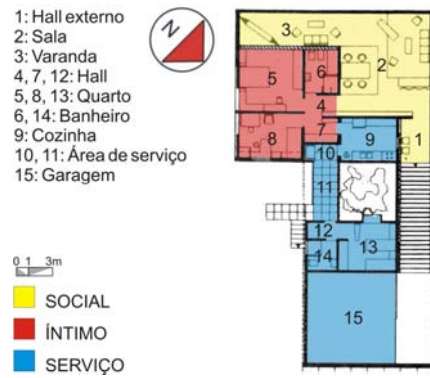 1: Hall externo
2: Sala
3: Varanda
4, 7, 12: Hall
5, 8, 13: Quarto
6, 14: Banheiro
9: Cozinha
10, 11: Área de serviço
15: Garagem
N
0 1 3m
SOCIAL
ÍNTIMO
SERVIÇO
3
2
6
5
4
7
8
9
1
10
11
12
13
14
15